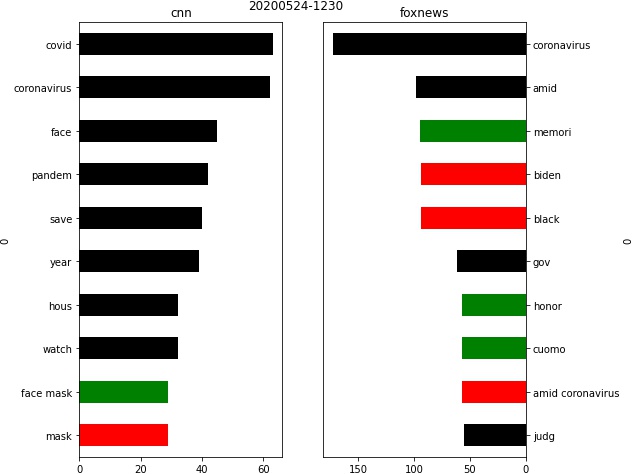 20200524-1230
cnn
foxnews
covid
coronavirus
face
pandem
save
year
hous
watch
face mask
mask
0
0 20 40 60
coronavirus
amid
memori
biden
black
gov
honor
cuomo
amid coronavirus
judg
0
150 100 50 0